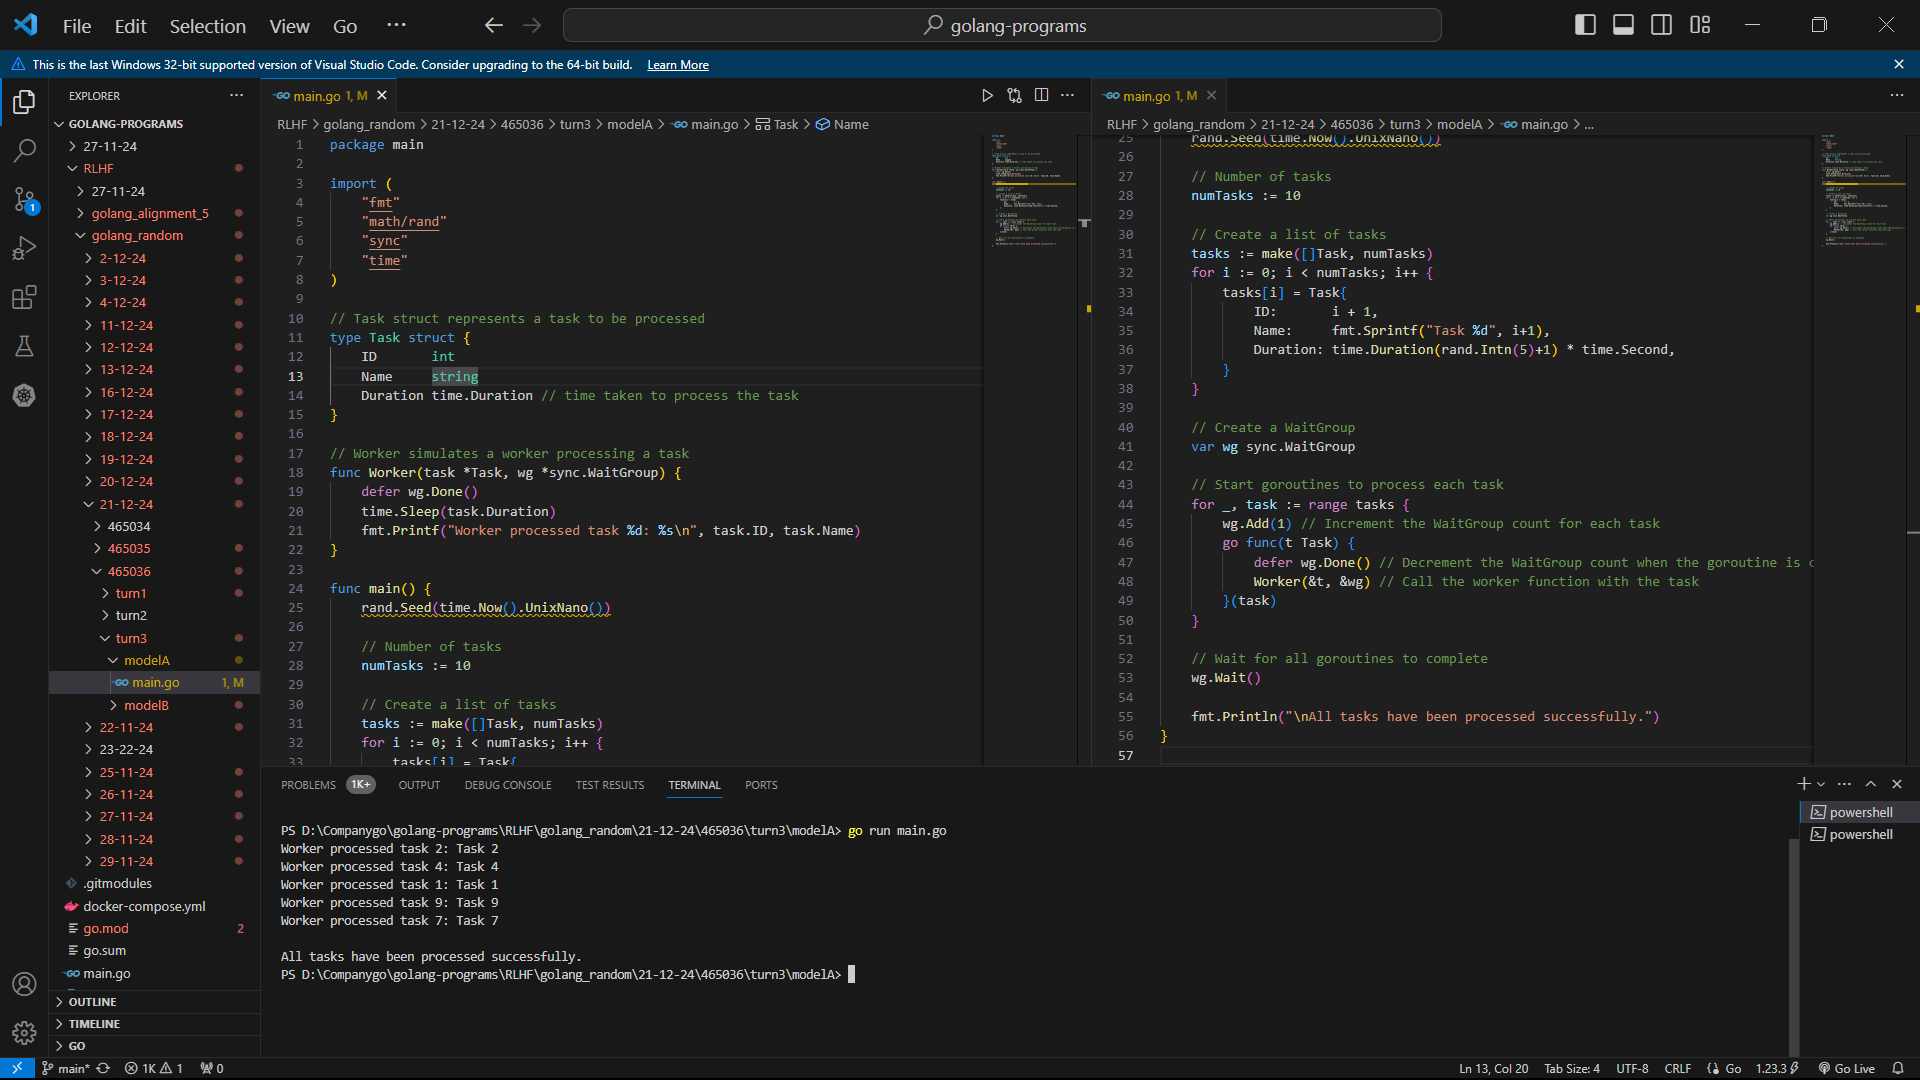 File Edit Selection View Go ···
golang-programs
This is the last Windows 32-bit supported version of Visual Studio Code. Consider upgrading to the 64-bit build. Learn More
EXPLORER
GOLANG-PROGRAMS
27-11-24
RLHF
27-11-24
golang_alignment_5
golang_random
2-12-24
3-12-24
4-12-24
11-12-24
12-12-24
13-12-24
16-12-24
17-12-24
18-12-24
19-12-24
20-12-24
21-12-24
465034
465035
465036
turn1
turn2
turn3
modelA
main.go 1, M
modelB
22-11-24
23-22-24
25-11-24
26-11-24
27-11-24
28-11-24
29-11-24
.gitmodules
docker-compose.yml
go.mod 2
go.sum
main.go
OUTLINE
TIMELINE
GO
main.go 1, M
RLHF > golang_random > 21-12-24 > 465036 > turn3 > modelA > main.go > Task > Name
1 package main
2
3 import (
4 "fmt"
5 "math/rand"
6 "sync"
7 "time"
8 )
9
10 // Task struct represents a task to be processed
11 type Task struct {
12 ID int
13 Name string
14 Duration time.Duration // time taken to process the task
15 }
16
17 // Worker simulates a worker processing a task
18 func Worker(task *Task, wg *sync.WaitGroup) {
19 defer wg.Done()
20 time.Sleep(task.Duration)
21 fmt.Printf("Worker processed task %d: %s\n", task.ID, task.Name)
22 }
23
24 func main() {
25 rand.Seed(time.Now().UnixNano())
26
27 // Number of tasks
28 numTasks := 10
29
30 // Create a list of tasks
31 tasks := make([]Task, numTasks)
32 for i := 0; i < numTasks; i++ {
33 tasks[i] = Task{
main.go 1, M
RLHF > golang_random > 21-12-24 > 465036 > turn3 > modelA > main.go > ...
25 rand.Seed(time.Now().UnixNano())
26
27 // Number of tasks
28 numTasks := 10
29
30 // Create a list of tasks
31 tasks := make([]Task, numTasks)
32 for i := 0; i < numTasks; i++ {
33 tasks[i] = Task{
34 ID: i + 1,
35 Name: fmt.Sprintf("Task %d", i+1),
36 Duration: time.Duration(rand.Intn(5)+1) * time.Second,
37 }
38 }
39
40 // Create a WaitGroup
41 var wg sync.WaitGroup
42
43 // Start goroutines to process each task
44 for _, task := range tasks {
45 wg.Add(1) // Increment the WaitGroup count for each task
46 go func(t Task) {
47 defer wg.Done() // Decrement the WaitGroup count when the goroutine is
48 Worker(&t, &wg) // Call the worker function with the task
49 }(task)
50 }
51
52 // Wait for all goroutines to complete
53 wg.Wait()
54
55 fmt.Println("\nAll tasks have been processed successfully.")
56 }
57
PROBLEMS 1K+ OUTPUT DEBUG CONSOLE TEST RESULTS TERMINAL PORTS
PS D:\Companygo\golang-programs\RLHF\golang_random\21-12-24\465036\turn3\modelA> go run main.go
Worker processed task 2: Task 2
Worker processed task 4: Task 4
Worker processed task 1: Task 1
Worker processed task 9: Task 9
Worker processed task 7: Task 7

All tasks have been processed successfully.
PS D:\Companygo\golang-programs\RLHF\golang_random\21-12-24\465036\turn3\modelA>
powershell
powershell
main* 1K 1 0
Ln 13, Col 20 Tab Size: 4 UTF-8 CRLF Go 1.23.3 Go Live